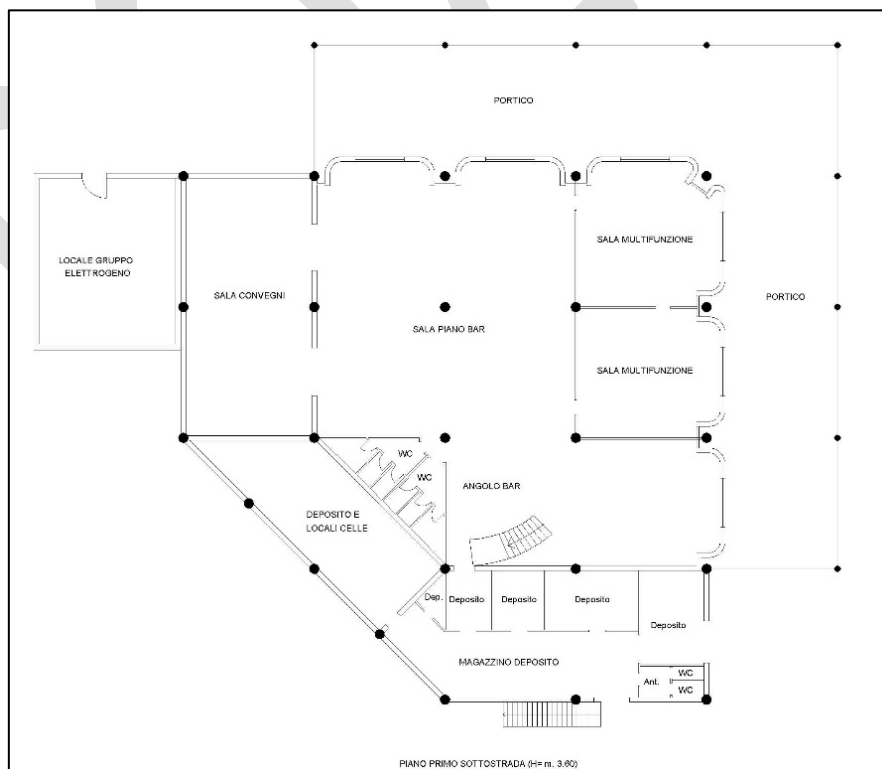 PORTICO
LOCALE GRUPPO
ELETTROGENO
SALA CONVEGNI
SALA MULTIFUNZIONE
PORTICO
SALA PIANO BAR
SALA MULTIFUNZIONE
WC
WC
ANGOLO BAR
DEPOSITO E
LOCALI CELLE
Dep.
Deposito
Deposito
Deposito
Deposito
MAGAZZINO DEPOSITO
Ant.
WC
WC
PIANO PRIMO SOTTOSTRADA (H= m. 3.60)